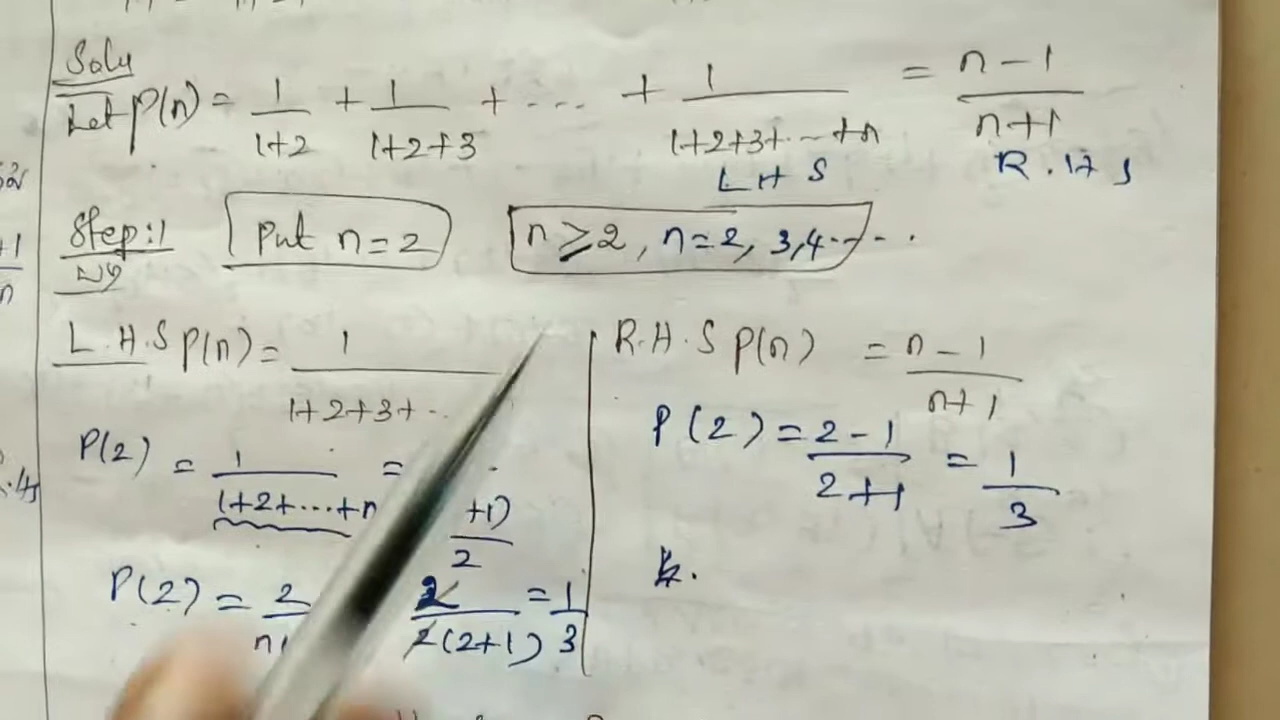 Soln
Let P(n) = 1/(1+2) + 1/(1+2+3) + ... + 1/(1+2+3+...+n) = (n-1)/(n+1)
L H S R.H S
Step:1 Put n=2 n≥2, n=2, 3,4-----.
L.H.S P(n) = 1/(1+2+3+..
P(2) = 1/(1+2+...+n =
+1)/2
P(2) = 2/ 2/(2(2+1)) = 1/3
R.H.S P(n) = (n-1)/(n+1)
P(2) = (2-1)/(2+1) = 1/3